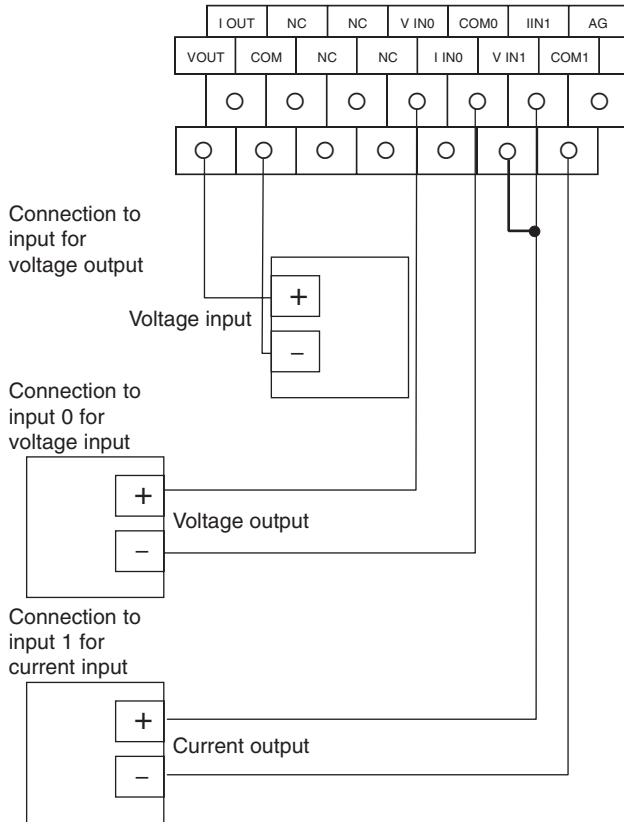 I OUT NC NC V IN0 COM0 IIN1 AG
VOUT COM NC NC I IN0 V IN1 COM1
Connection to
input for
voltage output
+
Voltage input
−
Connection to
input 0 for
voltage input
+
Voltage output
−
Connection to
input 1 for
current input
+
Current output
−